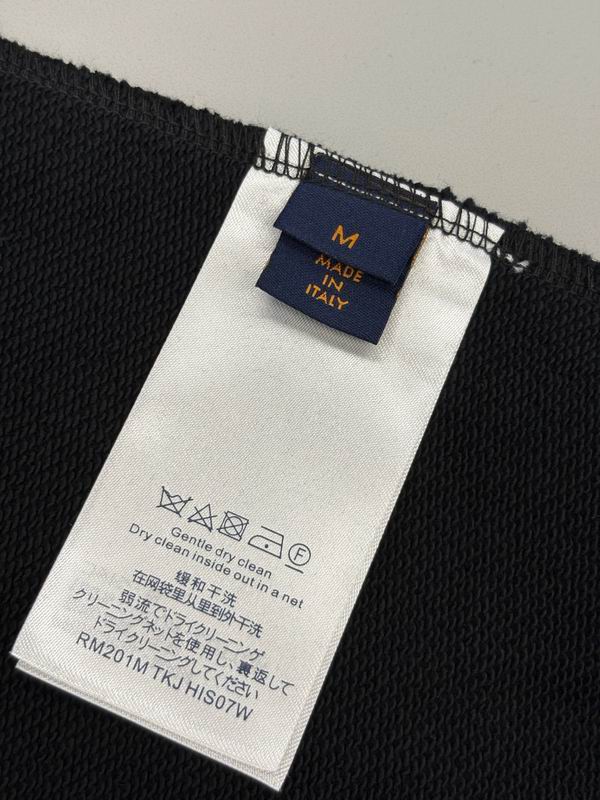 M
MADE
IN
ITALY
F
Gentle dry clean
Dry clean inside out in a net
缓和干洗
在网袋里从里到外干洗
弱流でドライクリーニング
クリーニングネットを使用し、裏返して
ドライクリーニングしてください
RM201M TKJ HIS07W